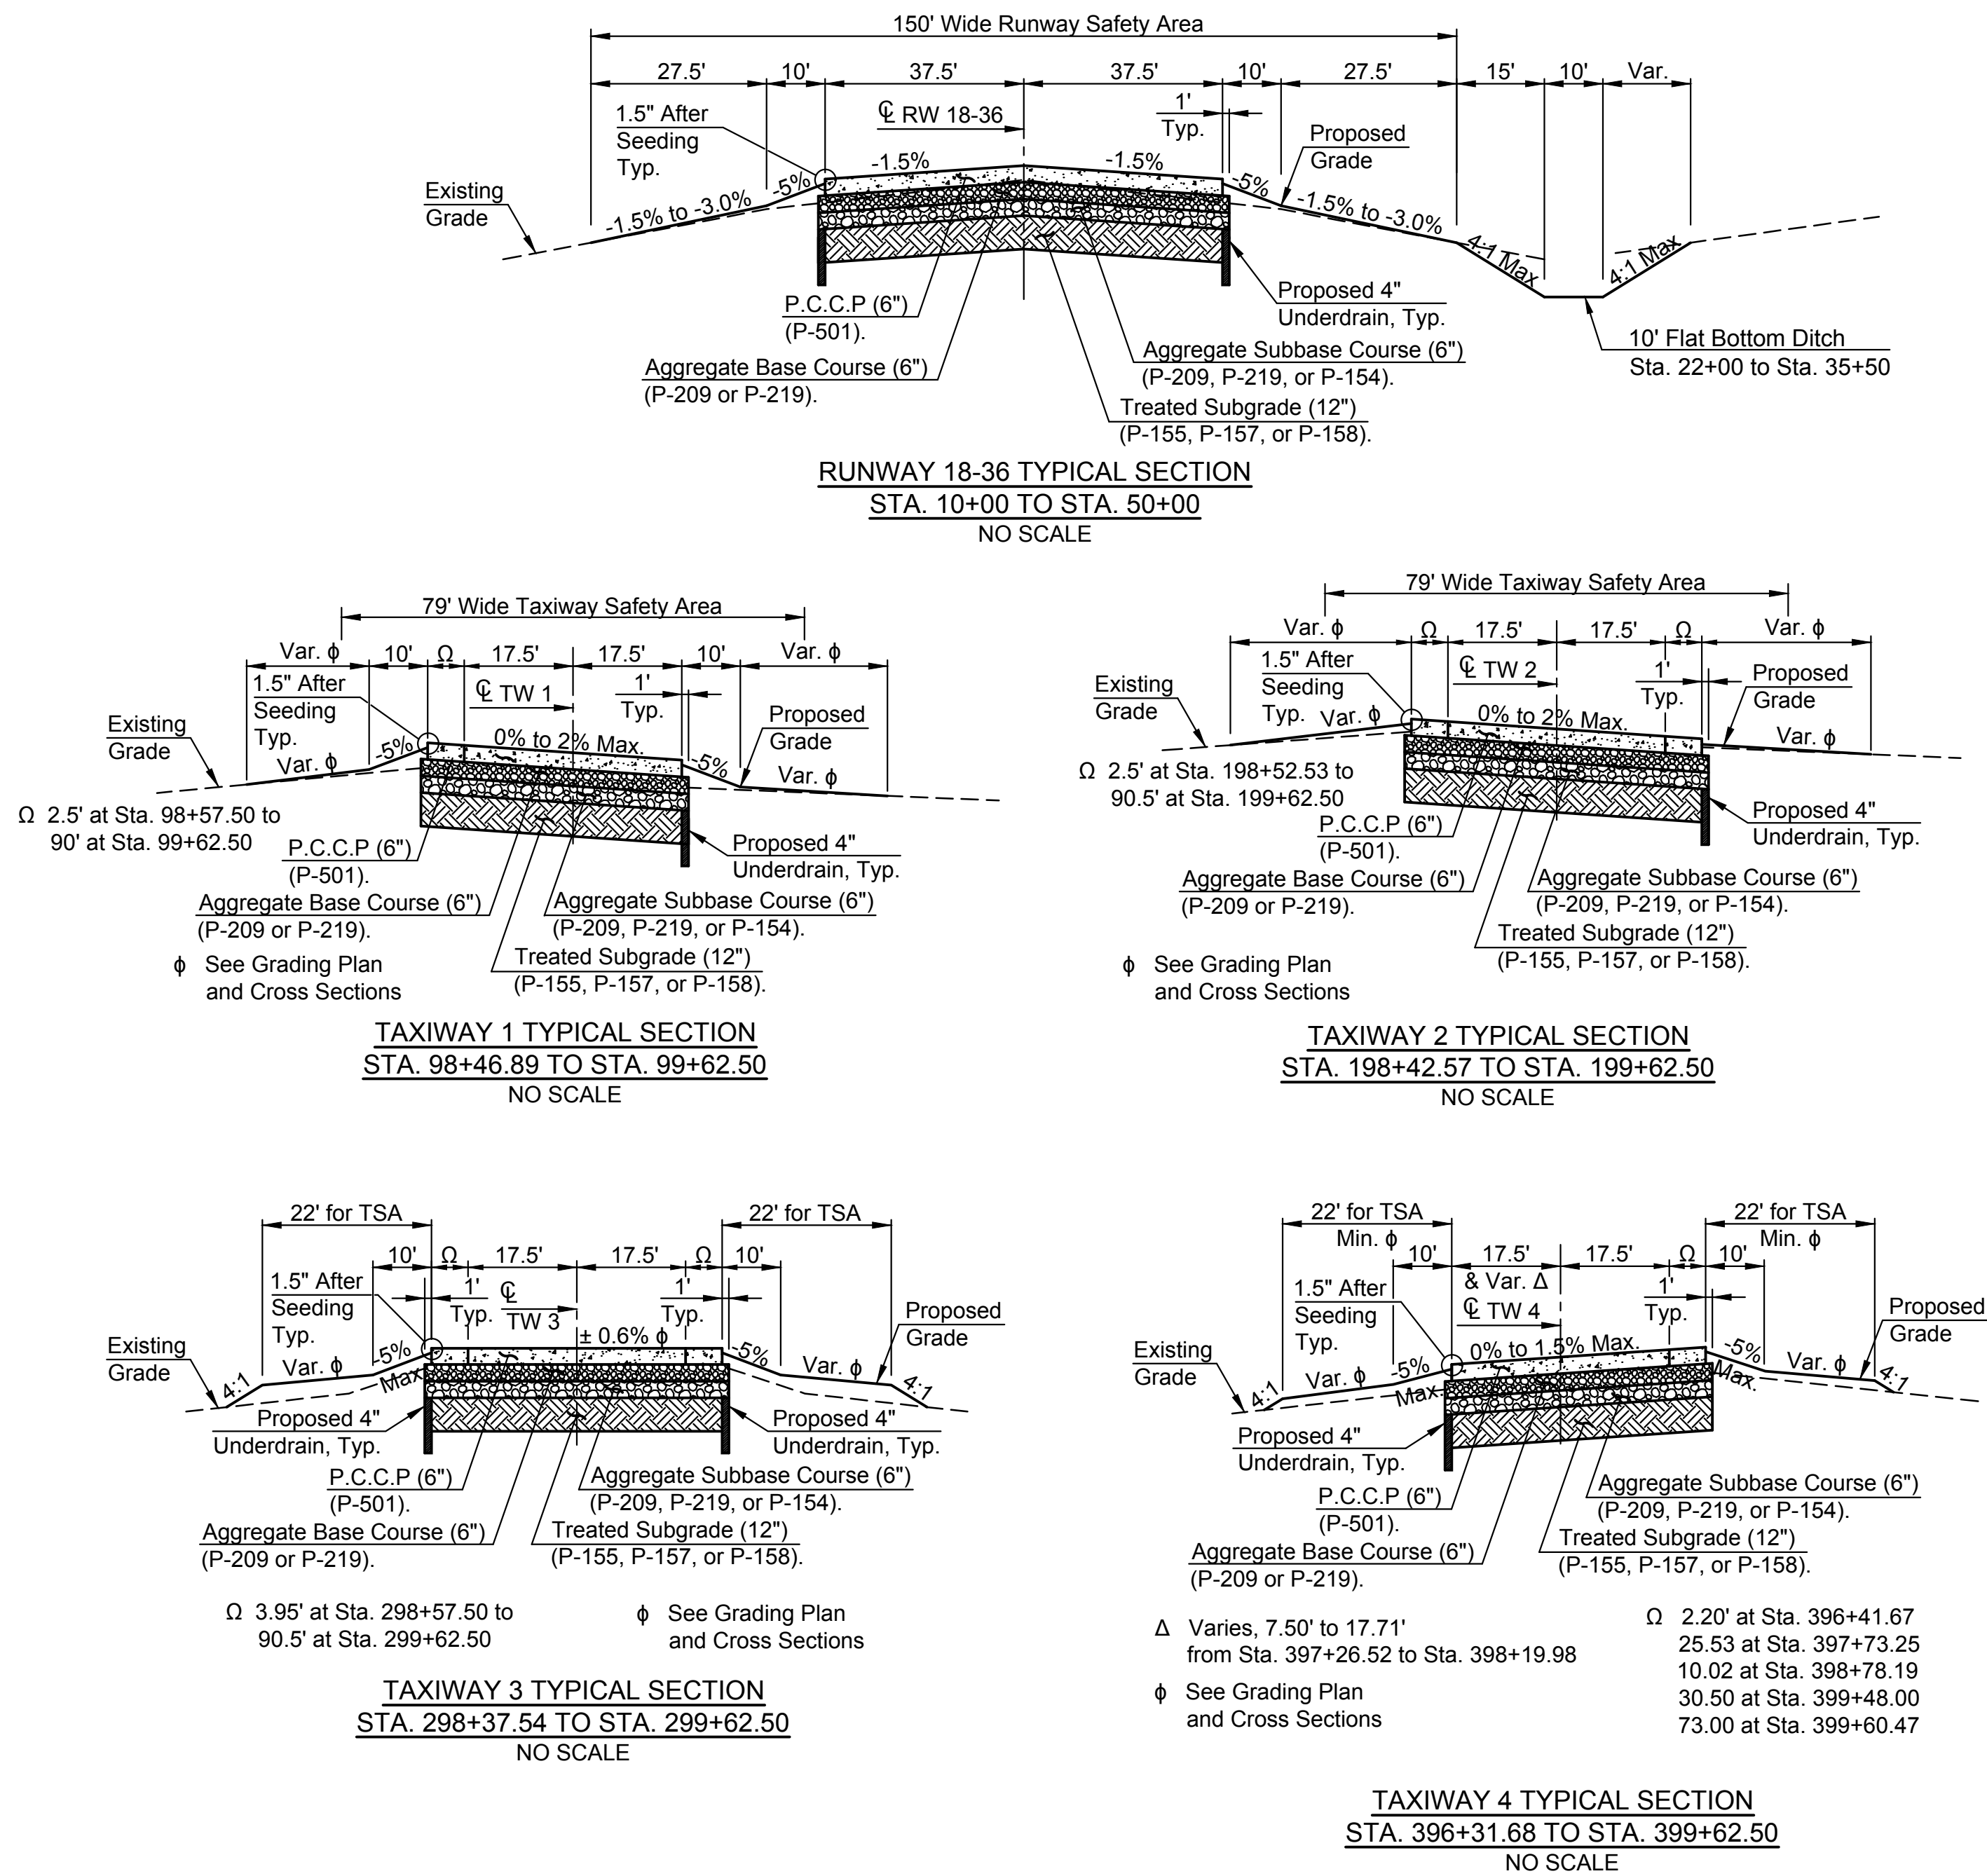 150' Wide Runway Safety Area
27.5' 10' 37.5' 37.5' 10' 27.5' 15' 10' Var.
1.5" After
Seeding
Typ.
℄ RW 18-36
1'
Typ.
Proposed
Grade
Existing
Grade
-1.5% to -3.0%
-5%
-1.5%
-1.5%
-5%
-1.5% to -3.0%
4:1 Max
4:1 Max
P.C.C.P (6")
(P-501).
Aggregate Base Course (6")
(P-209 or P-219).
Proposed 4"
Underdrain, Typ.
Aggregate Subbase Course (6")
(P-209, P-219, or P-154).
Treated Subgrade (12")
(P-155, P-157, or P-158).
10' Flat Bottom Ditch
Sta. 22+00 to Sta. 35+50
RUNWAY 18-36 TYPICAL SECTION
STA. 10+00 TO STA. 50+00
NO SCALE
79' Wide Taxiway Safety Area
Var. ϕ 10' Ω 17.5' 17.5' 10' Var. ϕ
1.5" After
Seeding
Typ.
℄ TW 1
1'
Typ.
Proposed
Grade
Existing
Grade
Var. ϕ
-5%
0% to 2% Max.
-5%
Var. ϕ
Ω 2.5' at Sta. 98+57.50 to
90' at Sta. 99+62.50
P.C.C.P (6")
(P-501).
Proposed 4"
Underdrain, Typ.
Aggregate Base Course (6")
(P-209 or P-219).
Aggregate Subbase Course (6")
(P-209, P-219, or P-154).
Treated Subgrade (12")
(P-155, P-157, or P-158).
ϕ See Grading Plan
and Cross Sections
TAXIWAY 1 TYPICAL SECTION
STA. 98+46.89 TO STA. 99+62.50
NO SCALE
79' Wide Taxiway Safety Area
Var. ϕ Ω 17.5' 17.5' Ω Var. ϕ
1.5" After
Seeding
Typ.
℄ TW 2
1'
Typ.
Proposed
Grade
Existing
Grade
Var. ϕ
0% to 2% Max.
Var. ϕ
Ω 2.5' at Sta. 198+52.53 to
90.5' at Sta. 199+62.50
P.C.C.P (6")
(P-501).
Proposed 4"
Underdrain, Typ.
Aggregate Base Course (6")
(P-209 or P-219).
Aggregate Subbase Course (6")
(P-209, P-219, or P-154).
Treated Subgrade (12")
(P-155, P-157, or P-158).
ϕ See Grading Plan
and Cross Sections
TAXIWAY 2 TYPICAL SECTION
STA. 198+42.57 TO STA. 199+62.50
NO SCALE
22' for TSA 22' for TSA
10' Ω 17.5' 17.5' Ω 10'
1.5" After
Seeding
Typ.
1'
Typ.
℄
TW 3
1'
Typ.
Proposed
Grade
Existing
Grade
4:1
Var. ϕ
-5%
Max
± 0.6% ϕ
-5%
Var. ϕ
4:1
Proposed 4"
Underdrain, Typ.
Proposed 4"
Underdrain, Typ.
P.C.C.P (6")
(P-501).
Aggregate Subbase Course (6")
(P-209, P-219, or P-154).
Aggregate Base Course (6")
(P-209 or P-219).
Treated Subgrade (12")
(P-155, P-157, or P-158).
Ω 3.95' at Sta. 298+57.50 to
90.5' at Sta. 299+62.50
ϕ See Grading Plan
and Cross Sections
TAXIWAY 3 TYPICAL SECTION
STA. 298+37.54 TO STA. 299+62.50
NO SCALE
22' for TSA
Min. ϕ
22' for TSA
Min. ϕ
10' 17.5' 17.5' Ω 10'
& Var. Δ
1.5" After
Seeding
Typ.
℄ TW 4
1'
Typ.
Proposed
Grade
Existing
Grade
4:1
Var. ϕ
-5%
Max.
0% to 1.5% Max.
-5%
Max.
Var. ϕ
4:1
Proposed 4"
Underdrain, Typ.
P.C.C.P (6")
(P-501).
Aggregate Subbase Course (6")
(P-209, P-219, or P-154).
Aggregate Base Course (6")
(P-209 or P-219).
Treated Subgrade (12")
(P-155, P-157, or P-158).
Δ Varies, 7.50' to 17.71'
from Sta. 397+26.52 to Sta. 398+19.98
ϕ See Grading Plan
and Cross Sections
Ω 2.20' at Sta. 396+41.67
25.53 at Sta. 397+73.25
10.02 at Sta. 398+78.19
30.50 at Sta. 399+48.00
73.00 at Sta. 399+60.47
TAXIWAY 4 TYPICAL SECTION
STA. 396+31.68 TO STA. 399+62.50
NO SCALE